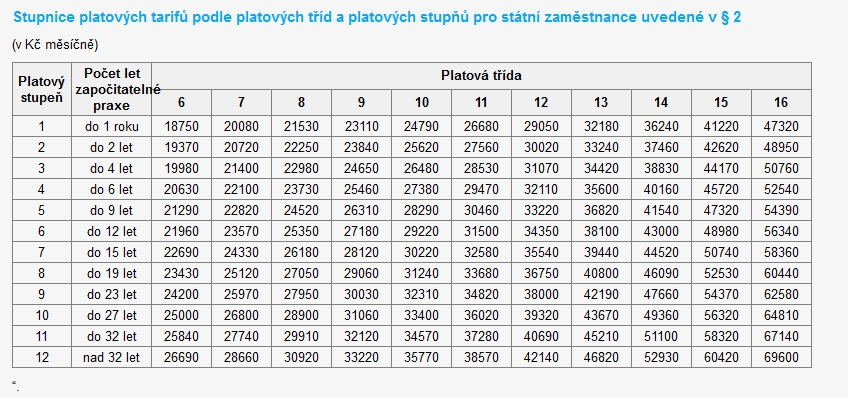 Stupnice platových tarifů podle platových tříd a platových stupňů pro státní zaměstnance uvedené v § 2
(v Kč měsíčně)
Platový stupeň Počet let započitatelné praxe Platová třída
6 7 8 9 10 11 12 13 14 15 16
1 do 1 roku 18750 20080 21530 23110 24790 26680 29050 32180 36240 41220 47320
2 do 2 let 19370 20720 22250 23840 25620 27560 30020 33240 37460 42620 48950
3 do 4 let 19980 21400 22980 24650 26480 28530 31070 34420 38830 44170 50760
4 do 6 let 20630 22100 23730 25460 27380 29470 32110 35600 40160 45720 52540
5 do 9 let 21290 22820 24520 26310 28290 30460 33220 36820 41540 47320 54390
6 do 12 let 21960 23570 25350 27180 29220 31500 34350 38100 43000 48980 56340
7 do 15 let 22690 24330 26180 28120 30220 32580 35540 39440 44520 50740 58360
8 do 19 let 23430 25120 27050 29060 31240 33680 36750 40800 46090 52530 60440
9 do 23 let 24200 25970 27950 30030 32310 34820 38000 42190 47660 54370 62580
10 do 27 let 25000 26800 28900 31060 33400 36020 39320 43670 49360 56320 64810
11 do 32 let 25840 27740 29910 32120 34570 37280 40690 45210 51100 58320 67140
12 nad 32 let 26690 28660 30920 33220 35770 38570 42140 46820 52930 60420 69600
“.